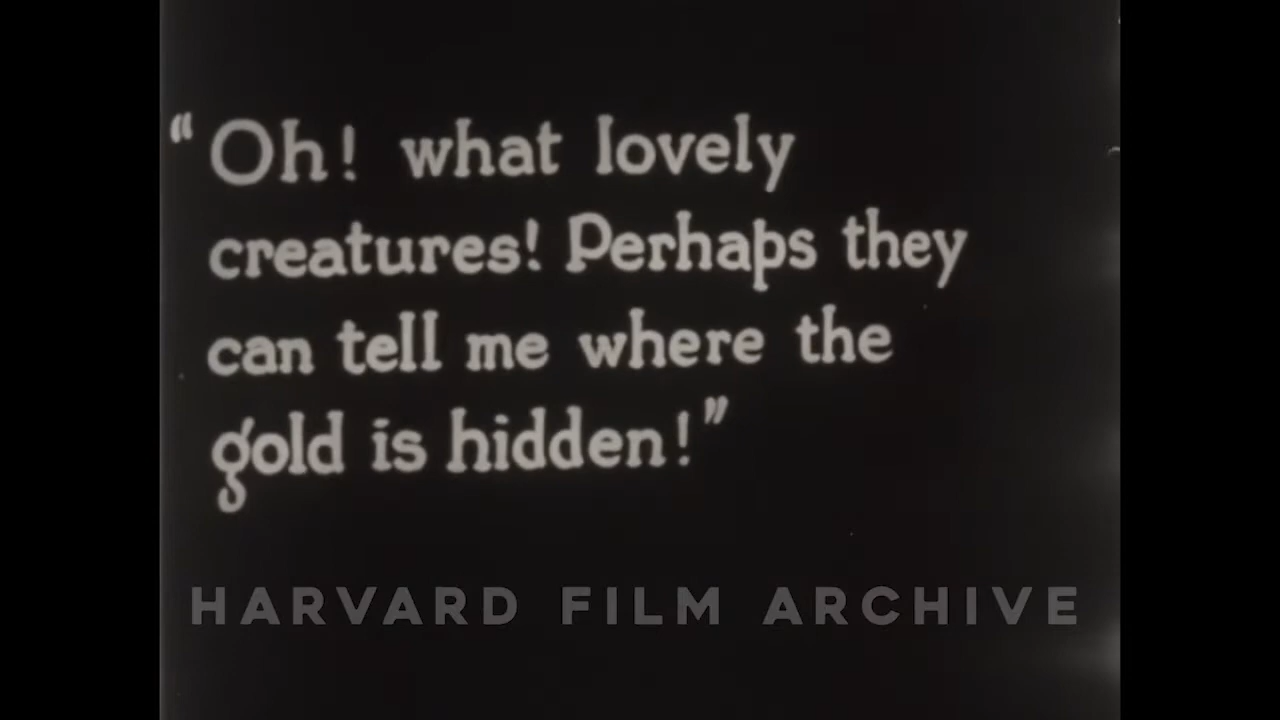 “Oh! what lovely
creatures! Perhaps they
can tell me where the
gold is hidden!”
HARVARD FILM ARCHIVE